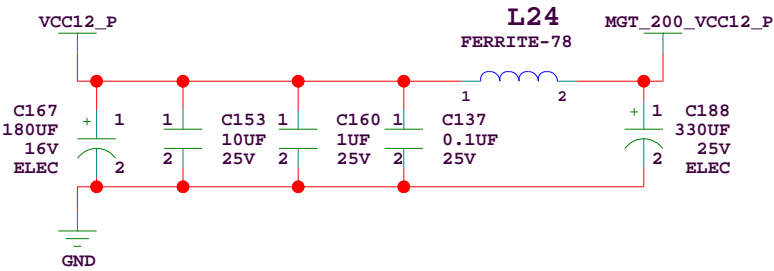 L24
VCC12_P
MGT_200_VCC12_P
FERRITE-78
1
2
C167
180UF
16V
ELEC
+
1
2
1
2
C153
10UF
25V
1
2
C160
1UF
25V
1
2
C137
0.1UF
25V
+
1
2
C188
330UF
25V
ELEC
GND